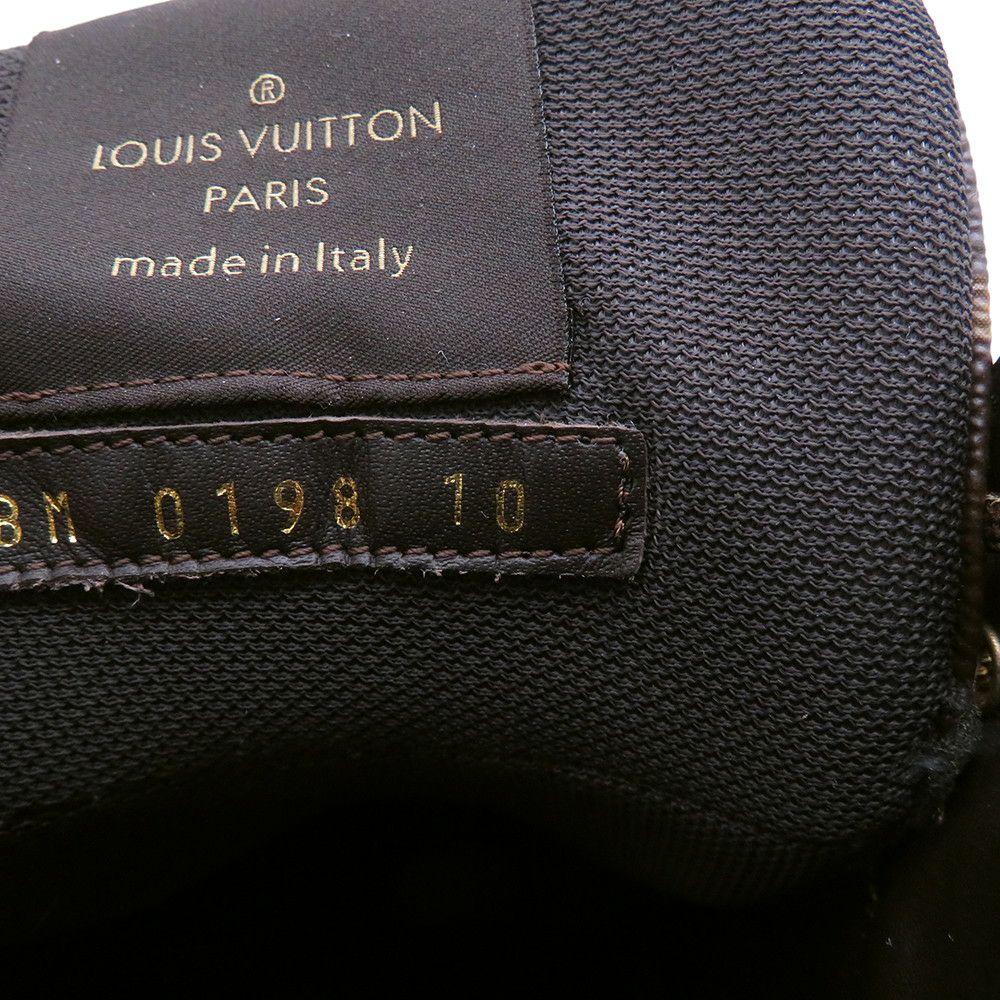 ®
LOUIS VUITTON
PARIS
made in Italy
BM 0198 10